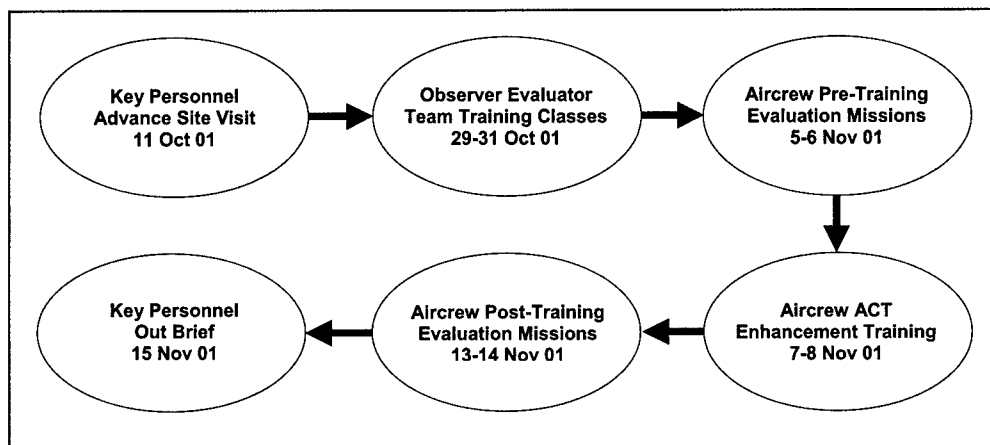 Key Personnel
Advance Site Visit
11 Oct 01
Observer Evaluator
Team Training Classes
29-31 Oct 01
Aircrew Pre-Training
Evaluation Missions
5-6 Nov 01
Aircrew ACT
Enhancement Training
7-8 Nov 01
Aircrew Post-Training
Evaluation Missions
13-14 Nov 01
Key Personnel
Out Brief
15 Nov 01